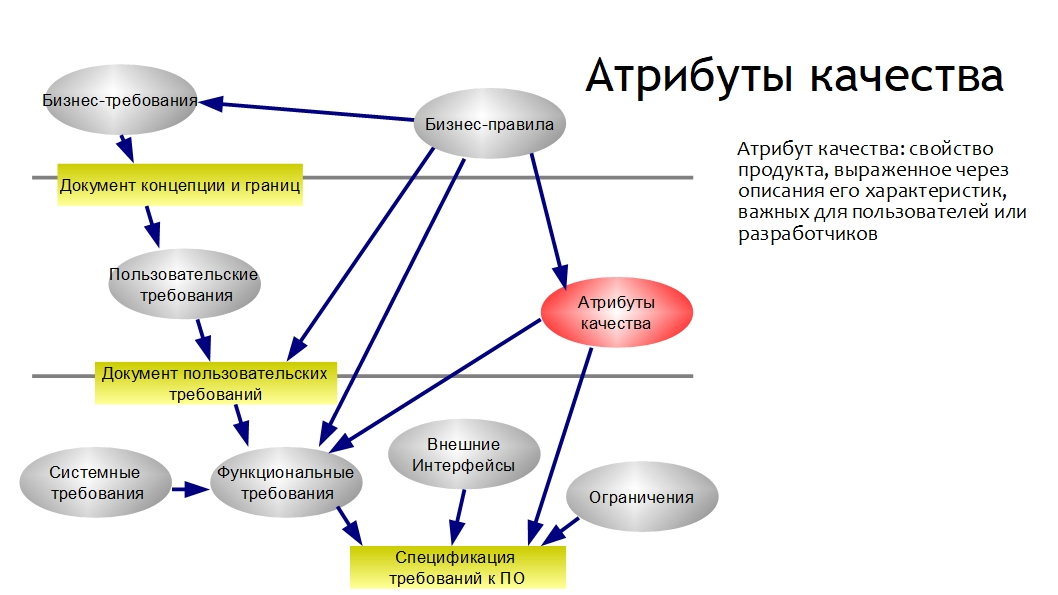 Атрибуты качества
Атрибут качества: свойство
продукта, выраженное через
описания его характеристик,
важных для пользователей или
разработчиков
Бизнес-требования
Бизнес-правила
Документ концепции и границ
Пользовательские
требования
Атрибуты
качества
Документ пользовательских
требований
Системные
требования
Функциональные
требования
Внешние
Интерфейсы
Ограничения
Спецификация
требований к ПО